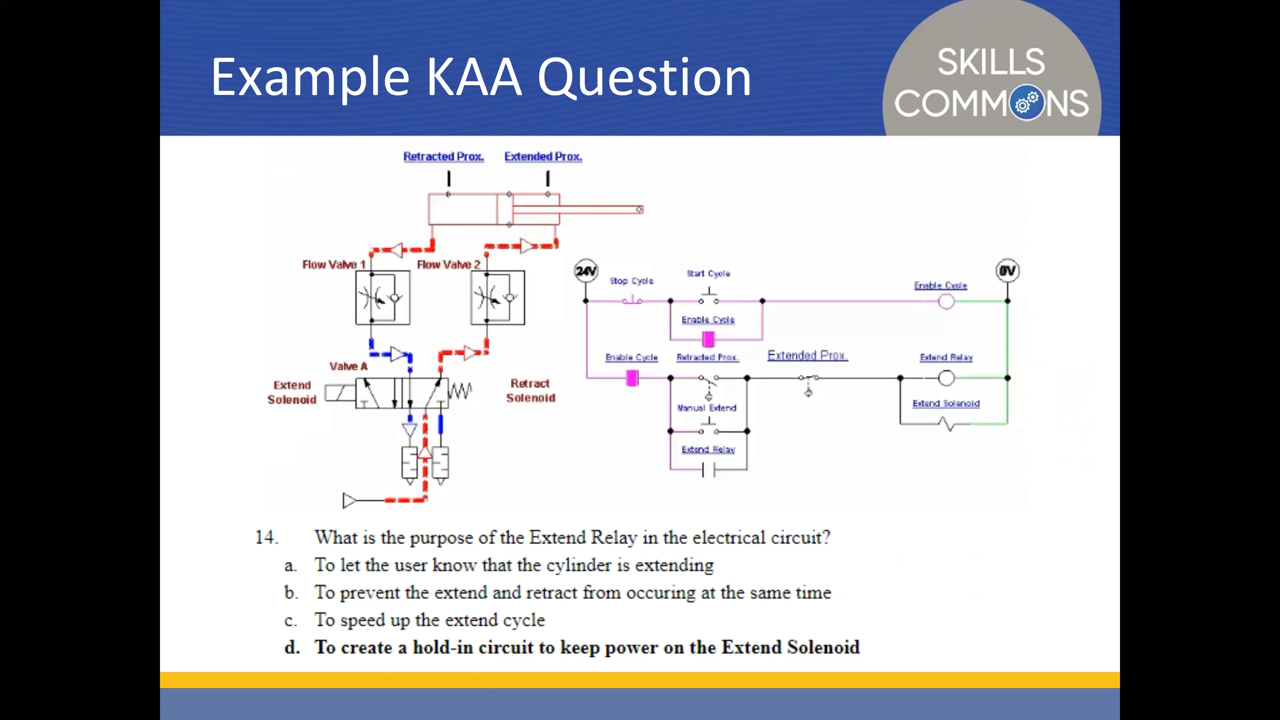 Example KAA Question
SKILLS
COMMONS
Retracted Prox.
Extended Prox.
Flow Valve 1
Flow Valve 2
Valve A
Extend
Solenoid
Retract
Solenoid
24V
0V
Stop Cycle
Start Cycle
Enable Cycle
Enable Cycle
Enable Cycle
Retracted Prox.
Extended Prox.
Extend Relay
Manual Extend
Extend Solenoid
Extend Relay
14. What is the purpose of the Extend Relay in the electrical circuit?
a. To let the user know that the cylinder is extending
b. To prevent the extend and retract from occuring at the same time
c. To speed up the extend cycle
d. To create a hold-in circuit to keep power on the Extend Solenoid